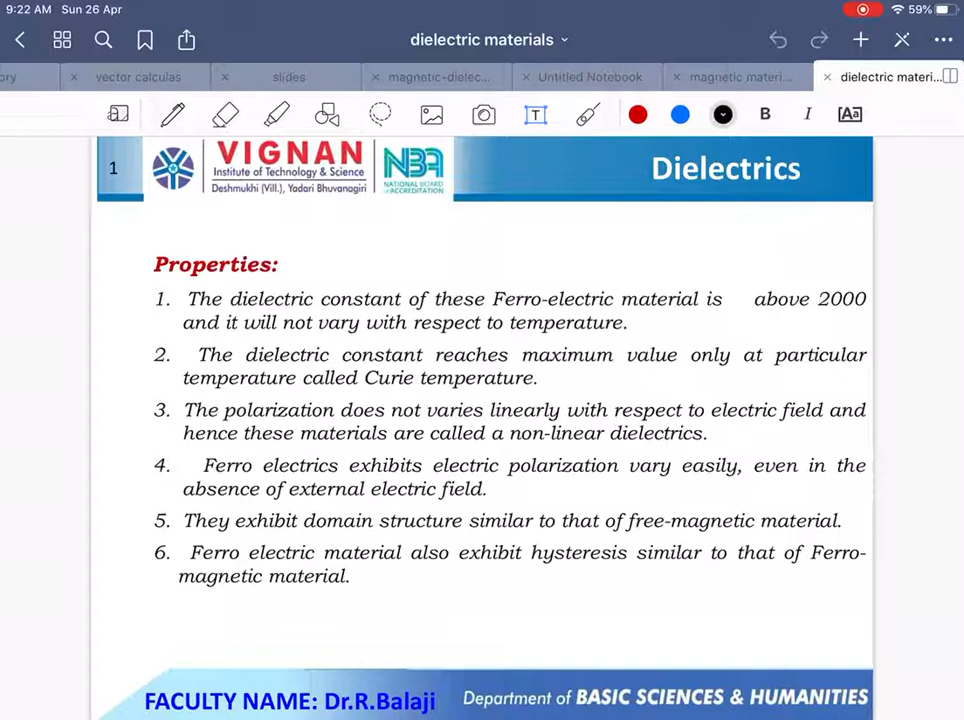 9:22 AM Sun 26 Apr
59%
dielectric materials
ory
vector calculas
slides
magnetic-dielec...
Untitled Notebook
magnetic materi...
dielectric materi...
T
B
I
Aa
1
VIGNAN
Institute of Technology & Science
Deshmukhi (Vill.), Yadari Bhuvanagiri
NBA
NATIONAL BOARD
of ACCREDITATION
Dielectrics
Properties:
1. The dielectric constant of these Ferro-electric material is above 2000
and it will not vary with respect to temperature.
2. The dielectric constant reaches maximum value only at particular
temperature called Curie temperature.
3. The polarization does not varies linearly with respect to electric field and
hence these materials are called a non-linear dielectrics.
4. Ferro electrics exhibits electric polarization vary easily, even in the
absence of external electric field.
5. They exhibit domain structure similar to that of free-magnetic material.
6. Ferro electric material also exhibit hysteresis similar to that of Ferro-
magnetic material.
FACULTY NAME: Dr.R.Balaji
Department of BASIC SCIENCES & HUMANITIES